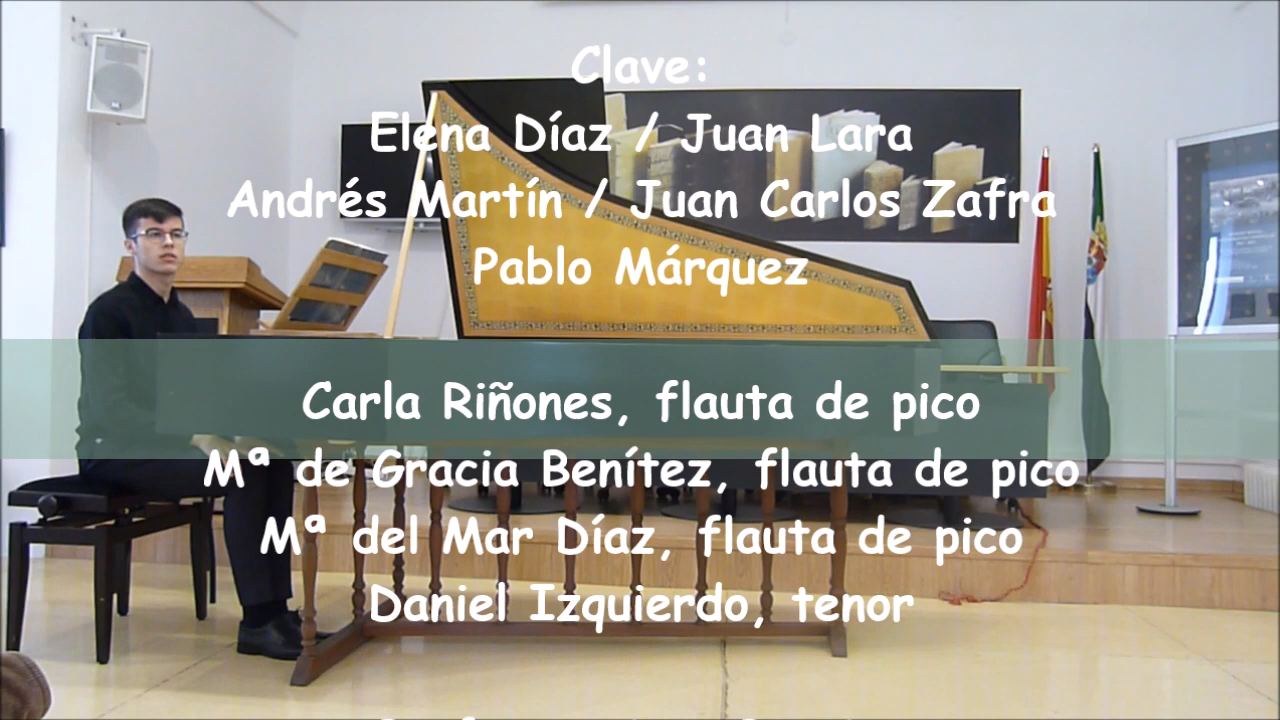 Clave:
Elena Díaz / Juan Lara
Andrés Martín / Juan Carlos Zafra
Pablo Márquez
Carla Riñones, flauta de pico
Mª de Gracia Benítez, flauta de pico
Mª del Mar Díaz, flauta de pico
Daniel Izquierdo, tenor